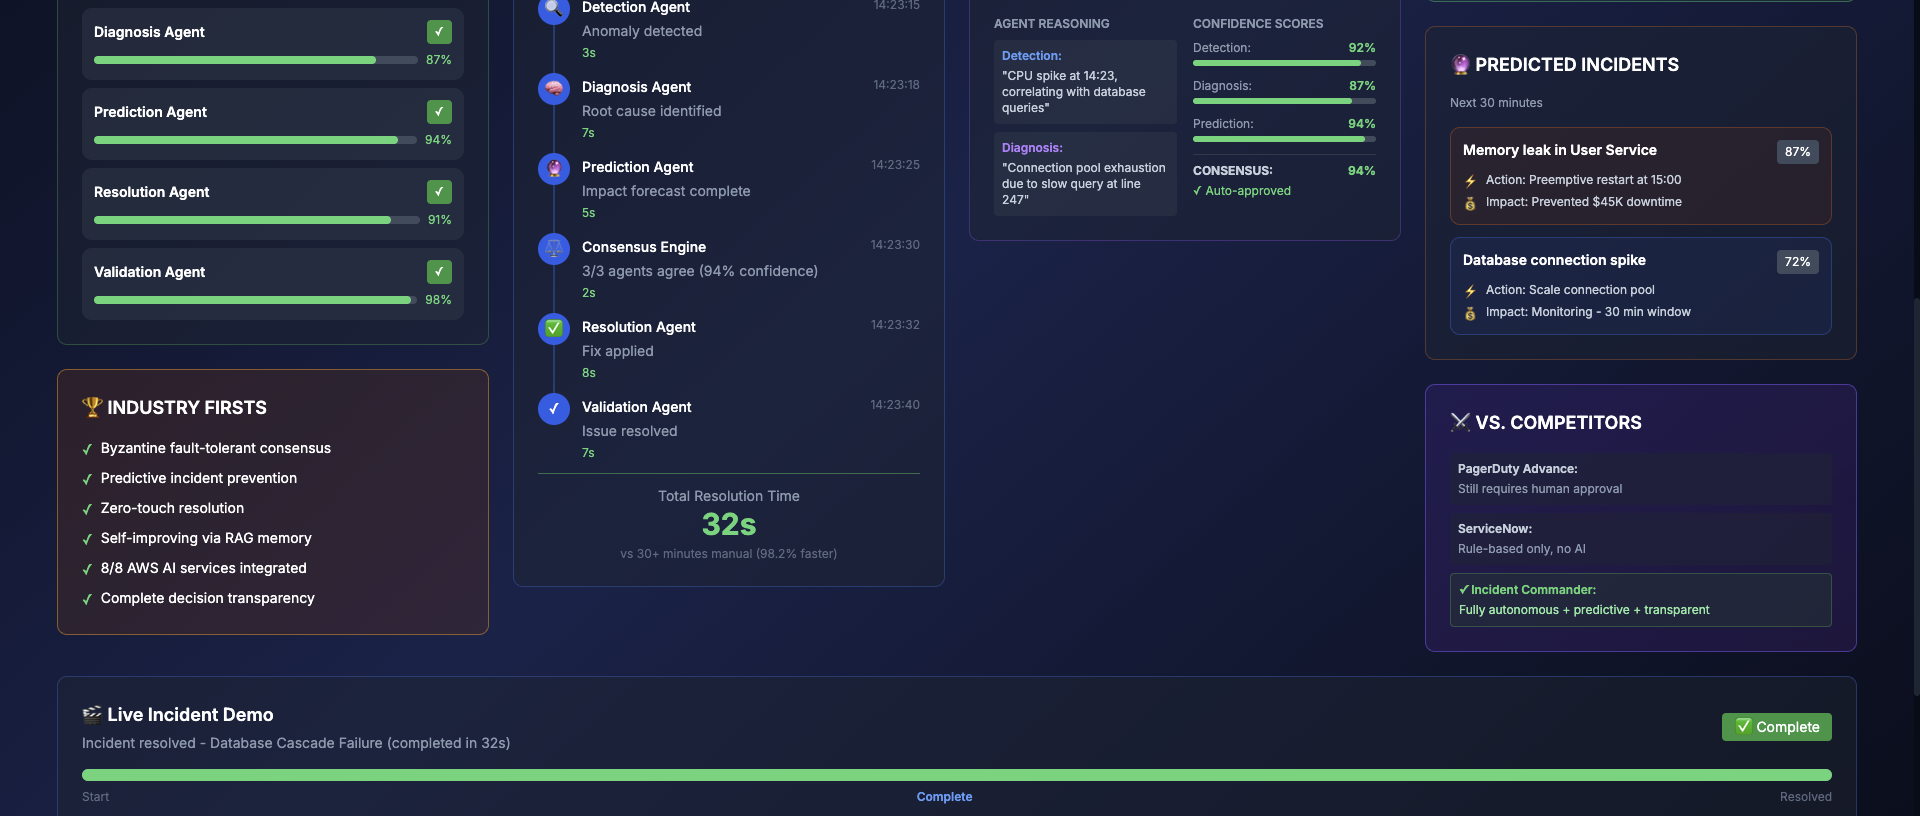 Diagnosis Agent
✓
87%
Prediction Agent
✓
94%
Resolution Agent
✓
91%
Validation Agent
✓
98%
🏆 INDUSTRY FIRSTS
✓ Byzantine fault-tolerant consensus
✓ Predictive incident prevention
✓ Zero-touch resolution
✓ Self-improving via RAG memory
✓ 8/8 AWS AI services integrated
✓ Complete decision transparency
Detection Agent 14:23:15
Anomaly detected
3s
Diagnosis Agent 14:23:18
Root cause identified
7s
Prediction Agent 14:23:25
Impact forecast complete
5s
Consensus Engine 14:23:30
3/3 agents agree (94% confidence)
2s
Resolution Agent 14:23:32
Fix applied
8s
Validation Agent 14:23:40
Issue resolved
7s
Total Resolution Time
32s
vs 30+ minutes manual (98.2% faster)
AGENT REASONING
Detection:
"CPU spike at 14:23,
correlating with database
queries"
Diagnosis:
"Connection pool exhaustion
due to slow query at line
247"
CONFIDENCE SCORES
Detection: 92%
Diagnosis: 87%
Prediction: 94%
CONSENSUS: 94%
✓ Auto-approved
🔮 PREDICTED INCIDENTS
Next 30 minutes
Memory leak in User Service 87%
⚡ Action: Preemptive restart at 15:00
💰 Impact: Prevented $45K downtime
Database connection spike 72%
⚡ Action: Scale connection pool
💰 Impact: Monitoring - 30 min window
⚔️ VS. COMPETITORS
PagerDuty Advance:
Still requires human approval
ServiceNow:
Rule-based only, no AI
✓ Incident Commander:
Fully autonomous + predictive + transparent
🎬 Live Incident Demo
Incident resolved - Database Cascade Failure (completed in 32s)
✅ Complete
Start Complete Resolved